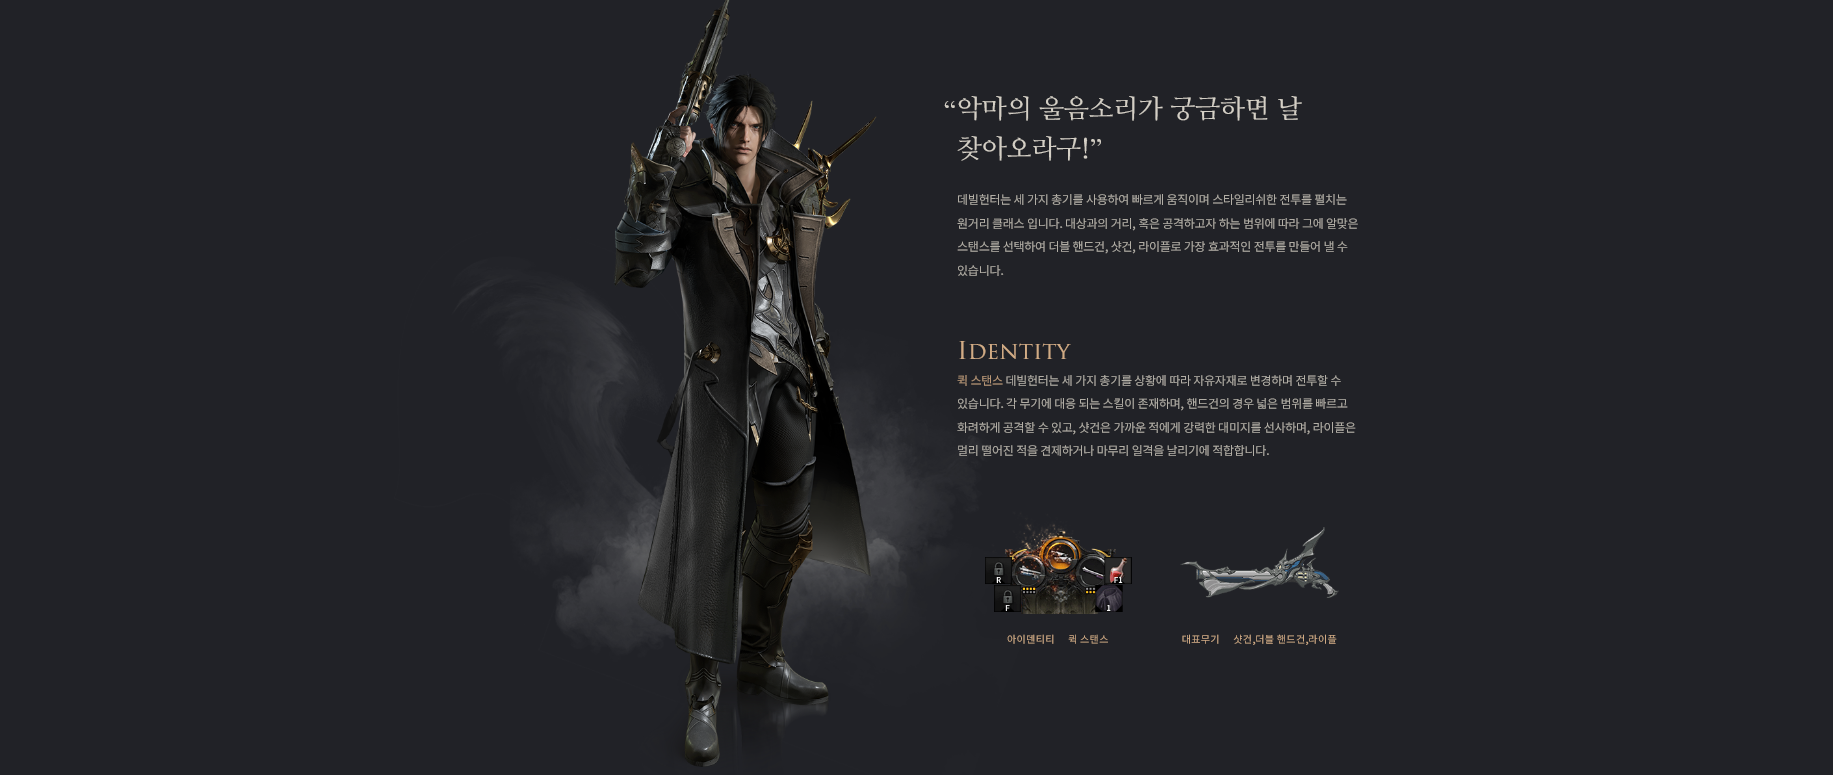 “악마의 울음소리가 궁금하면 날
찾아오라구!”
데빌헌터는 세 가지 총기를 사용하여 빠르게 움직이며 스타일리쉬한 전투를 펼치는
원거리 클래스 입니다. 대상과의 거리, 혹은 공격하고자 하는 범위에 따라 그에 알맞은
스탠스를 선택하여 더블 핸드건, 샷건, 라이플로 가장 효과적인 전투를 만들어 낼 수
있습니다.
IDENTITY
퀵 스탠스 데빌헌터는 세 가지 총기를 상황에 따라 자유자재로 변경하며 전투할 수
있습니다. 각 무기에 대응 되는 스킬이 존재하며, 핸드건의 경우 넓은 범위를 빠르고
화려하게 공격할 수 있고, 샷건은 가까운 적에게 강력한 대미지를 선사하며, 라이플은
멀리 떨어진 적을 견제하거나 마무리 일격을 날리기에 적합합니다.
R F1
F 1
아이덴티티 퀵 스탠스
대표무기 샷건,더블 핸드건,라이플